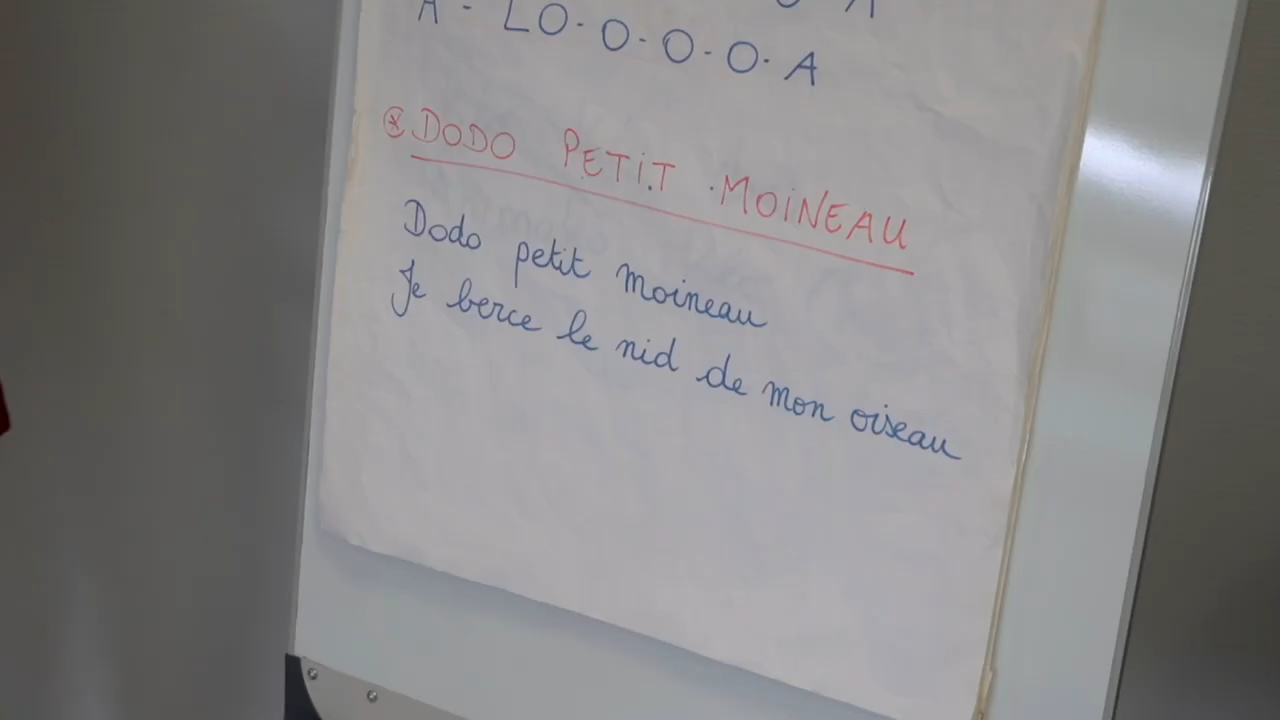 A - LO - O - O - O - A
* DODO PETIT MOINEAU
Dodo petit moineau
Je berce le nid de mon oiseau